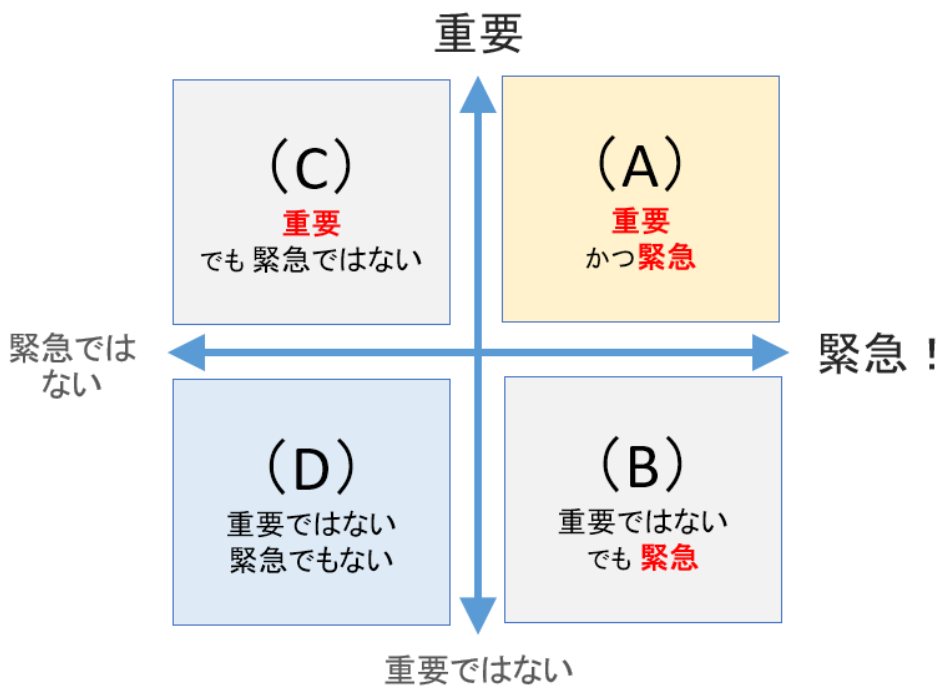 重要
（C）
重要
でも 緊急ではない
（A）
重要
かつ緊急
緊急では
ない
緊急！
（D）
重要ではない
緊急でもない
（B）
重要ではない
でも 緊急
重要ではない